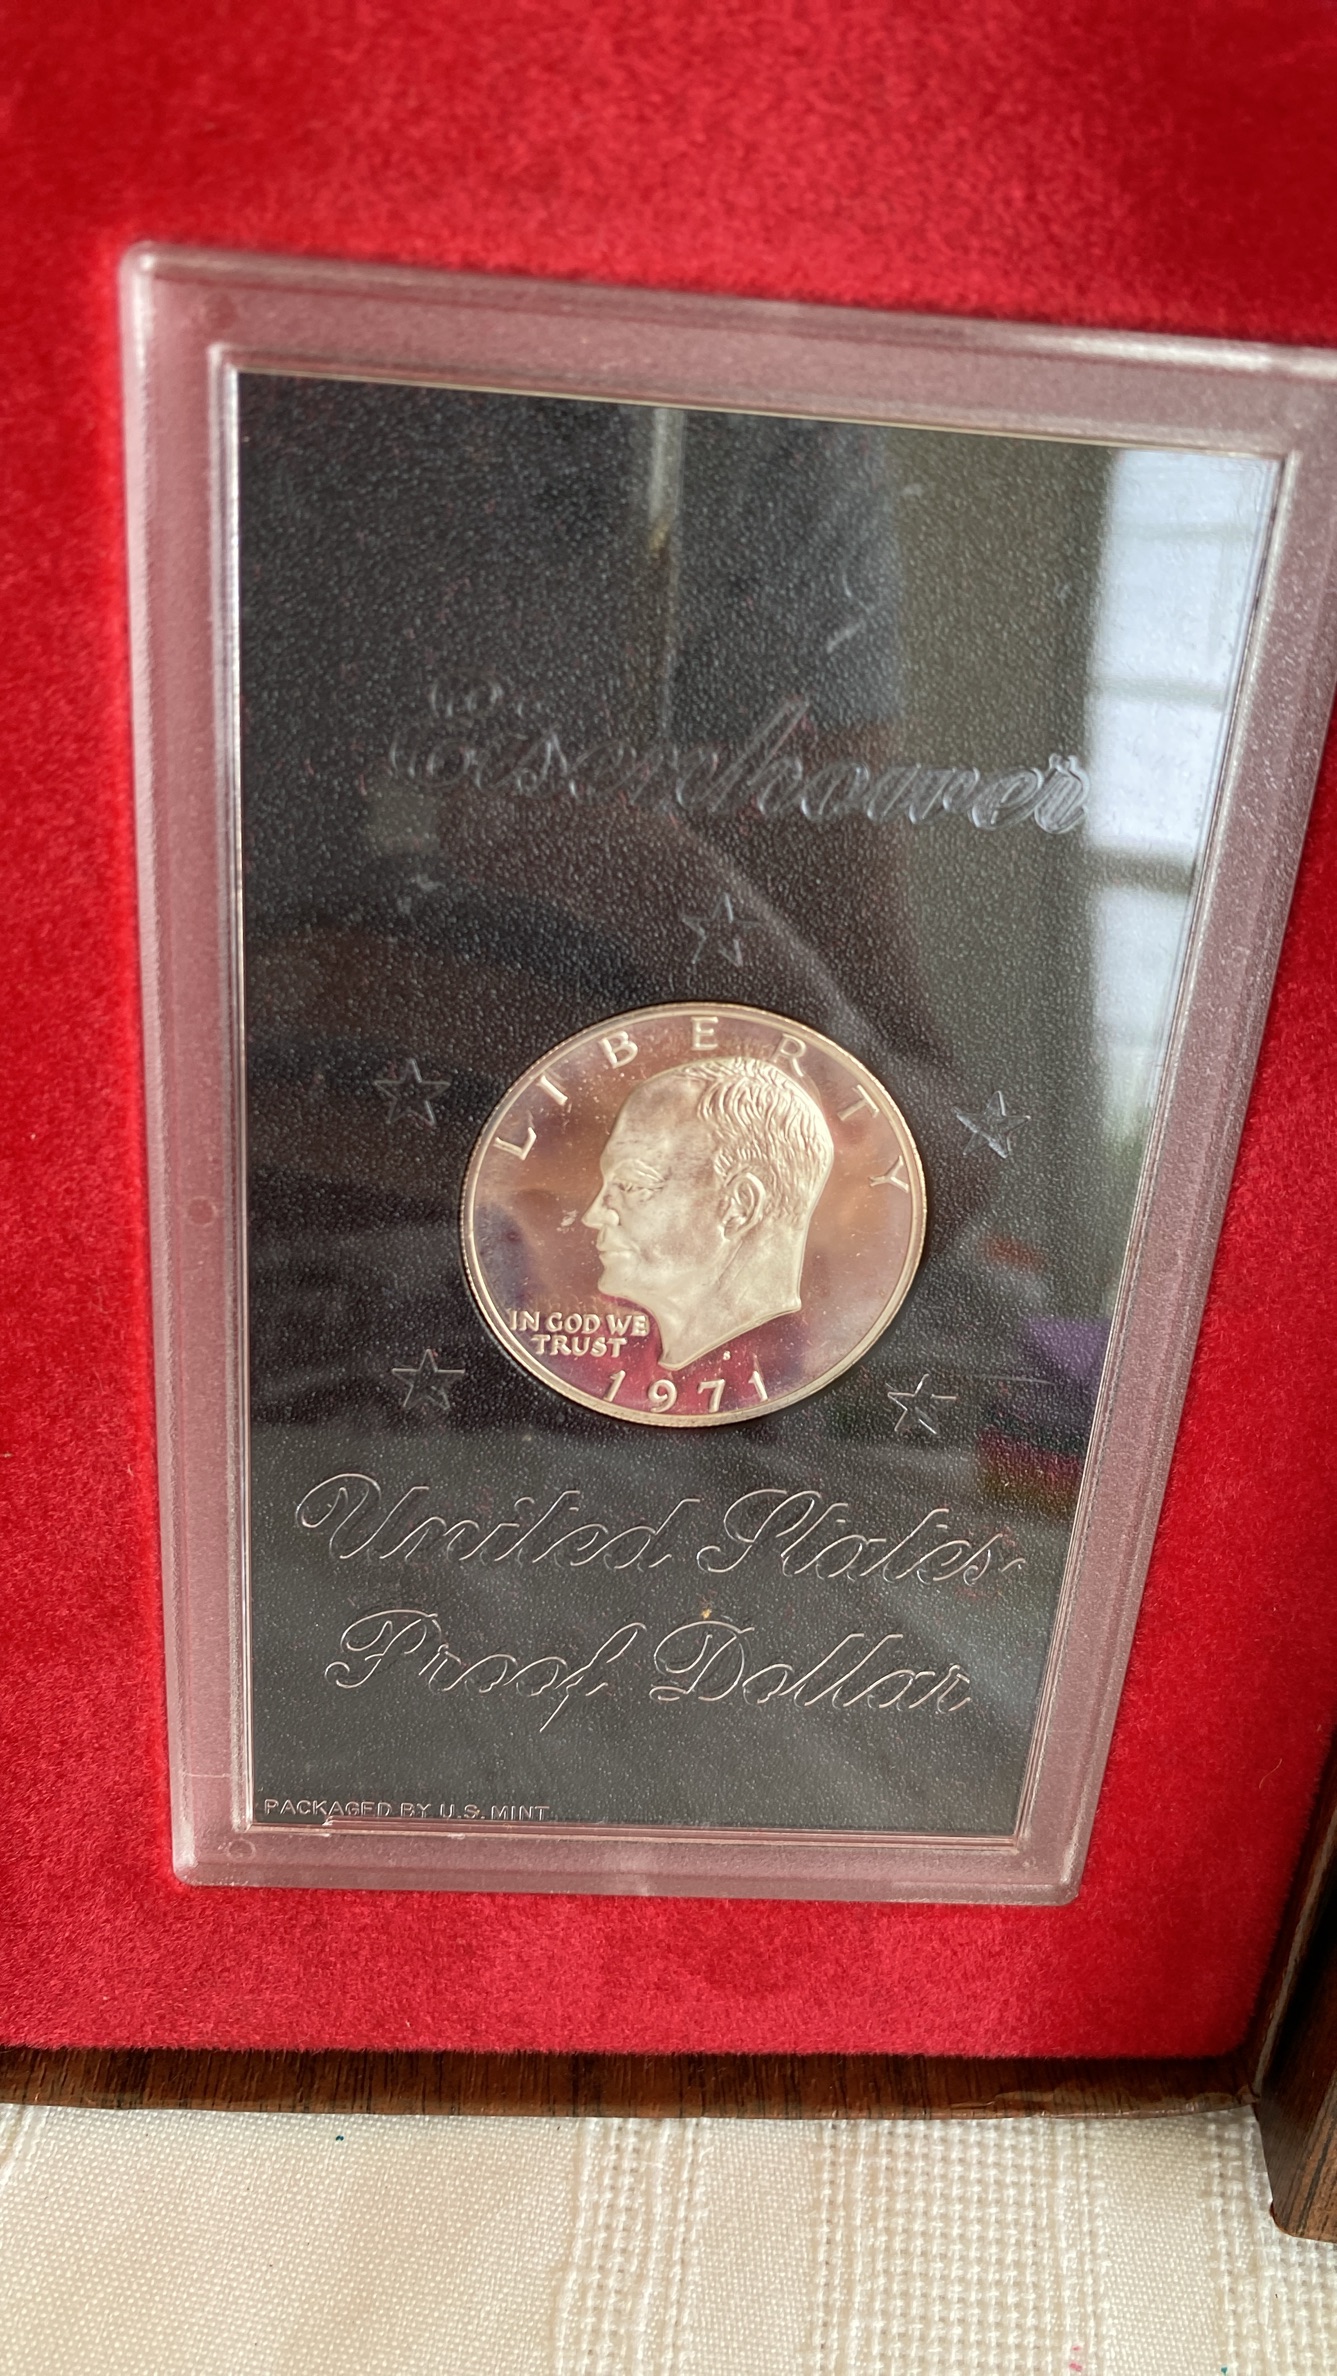 Eisenhower
LIBERTY
IN GOD WE
TRUST
S
1971
United States
Proof Dollar
PACKAGED BY U.S. MINT